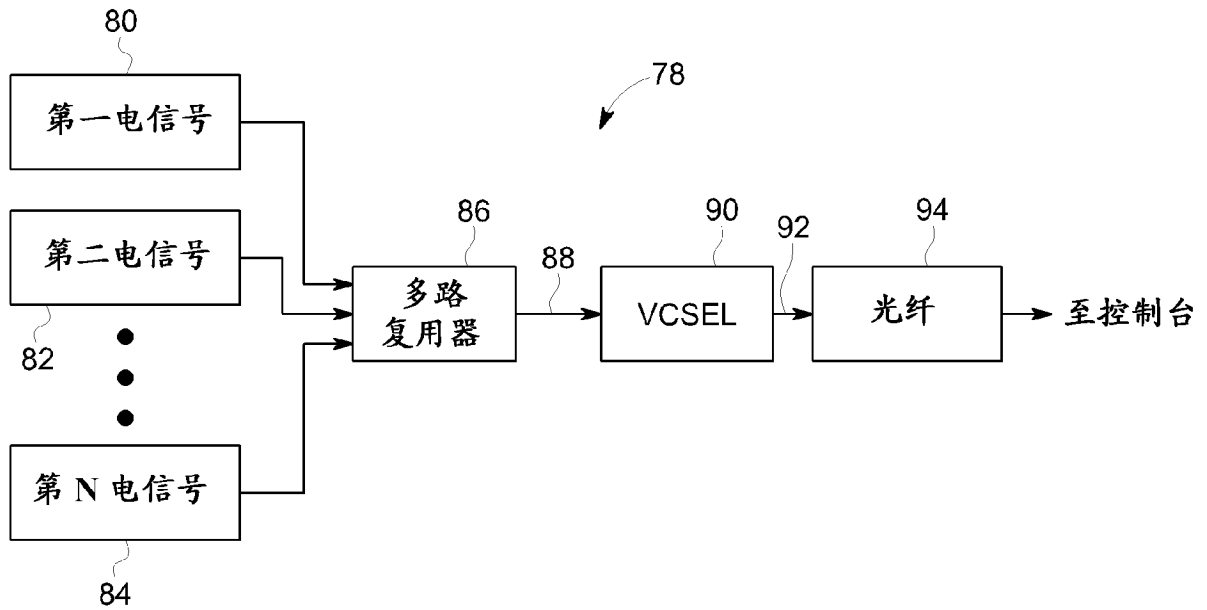 80
第一电信号
78
第二电信号
82
86
多路
复用器
88
90
VCSEL
92
94
光纤
至控制台
第 N 电信号
84